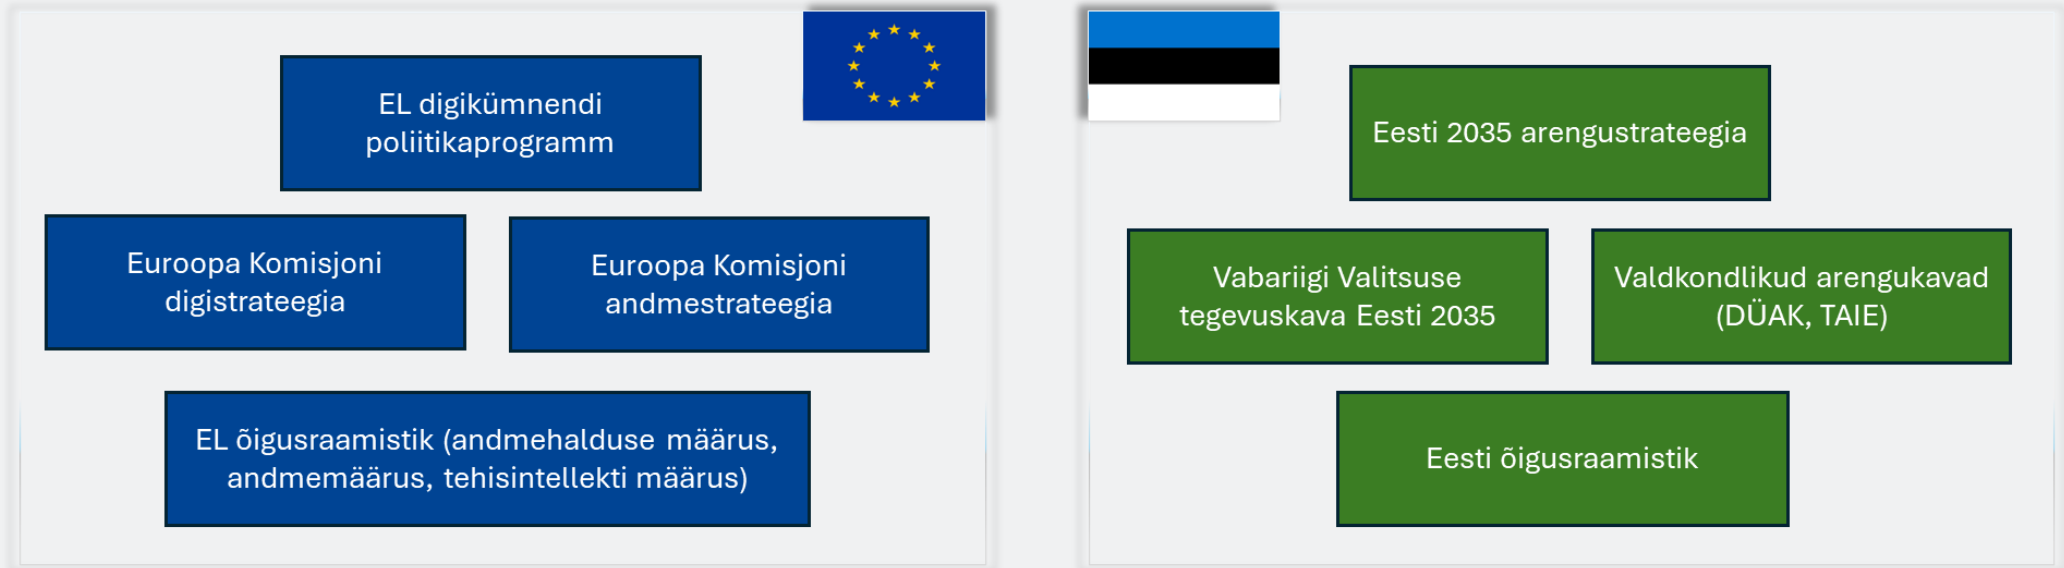 EL digikümnendi
poliitikaprogramm
Euroopa Komisjoni
digistrateegia
Euroopa Komisjoni
andmestrateegia
EL õigusraamistik (andmehalduse määrus,
andmemäärus, tehisintellekti määrus)
Eesti 2035 arengustrateegia
Vabariigi Valitsuse
tegevuskava Eesti 2035
Valdkondlikud arengukavad
(DÜAK, TAIE)
Eesti õigusraamistik